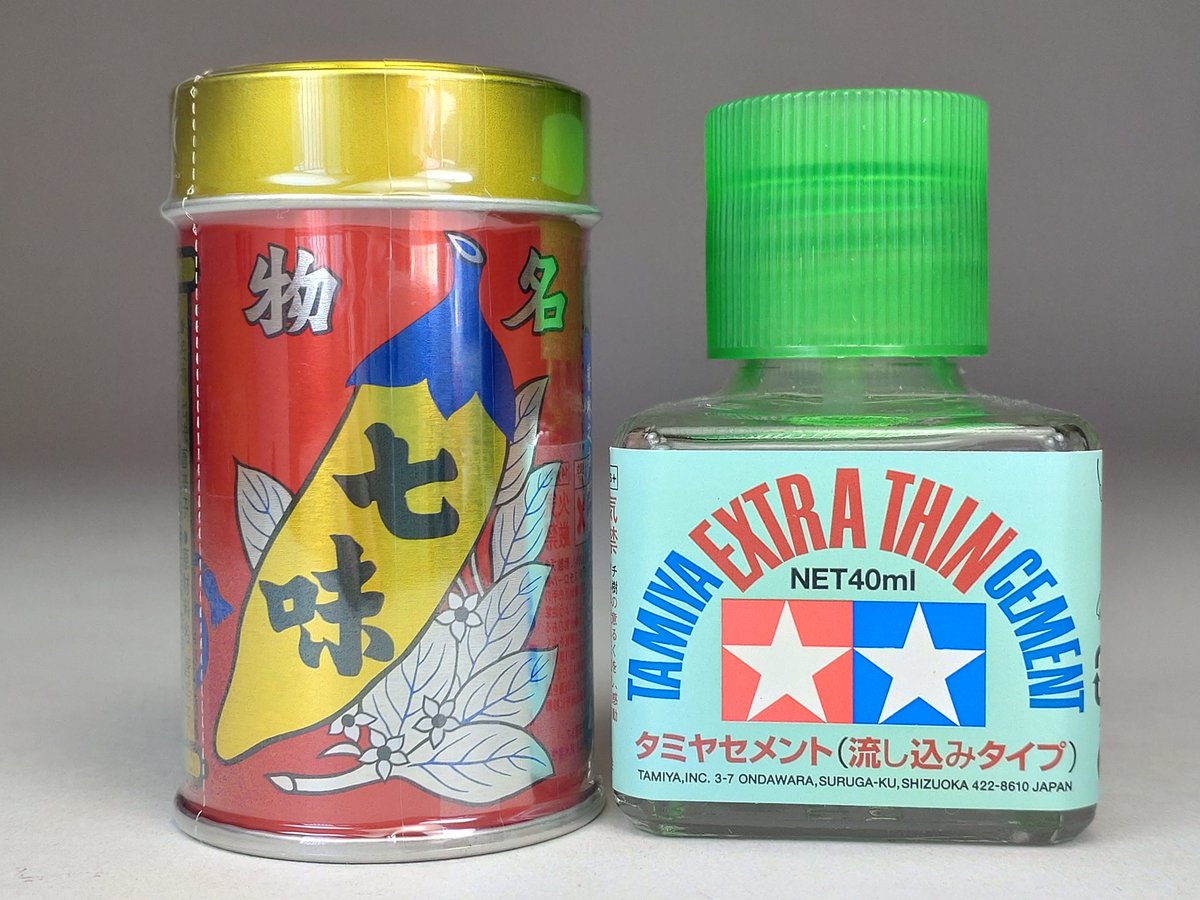 名物
七味
TAMIYA EXTRA THIN CEMENT
NET40ml
タミヤセメント(流し込みタイプ)
TAMIYA,INC. 3-7 ONDAWARA,SURUGA-KU,SHIZUOKA 422-8610 JAPAN